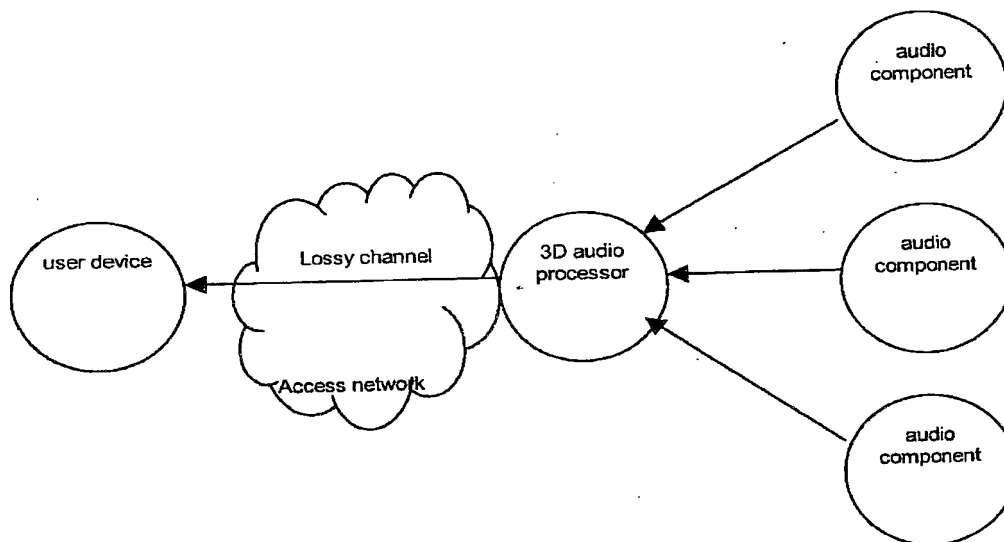 audio
component
user device
Lossy channel
3D audio
processor
audio
component
Access network
audio
component